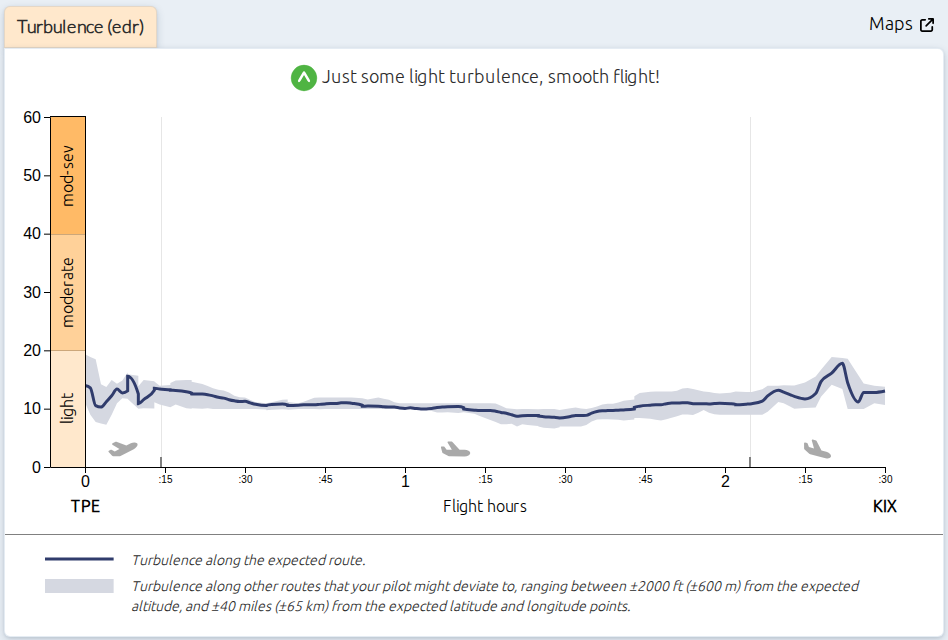 Turbulence (edr)
Maps
Just some light turbulence, smooth flight!
60
50
40
30
20
10
0
mod-sev
moderate
light
0 :15 :30 :45 1 :15 :30 :45 2 :15 :30
TPE Flight hours KIX
Turbulence along the expected route.
Turbulence along other routes that your pilot might deviate to, ranging between ±2000 ft (±600 m) from the expected
altitude, and ±40 miles (±65 km) from the expected latitude and longitude points.